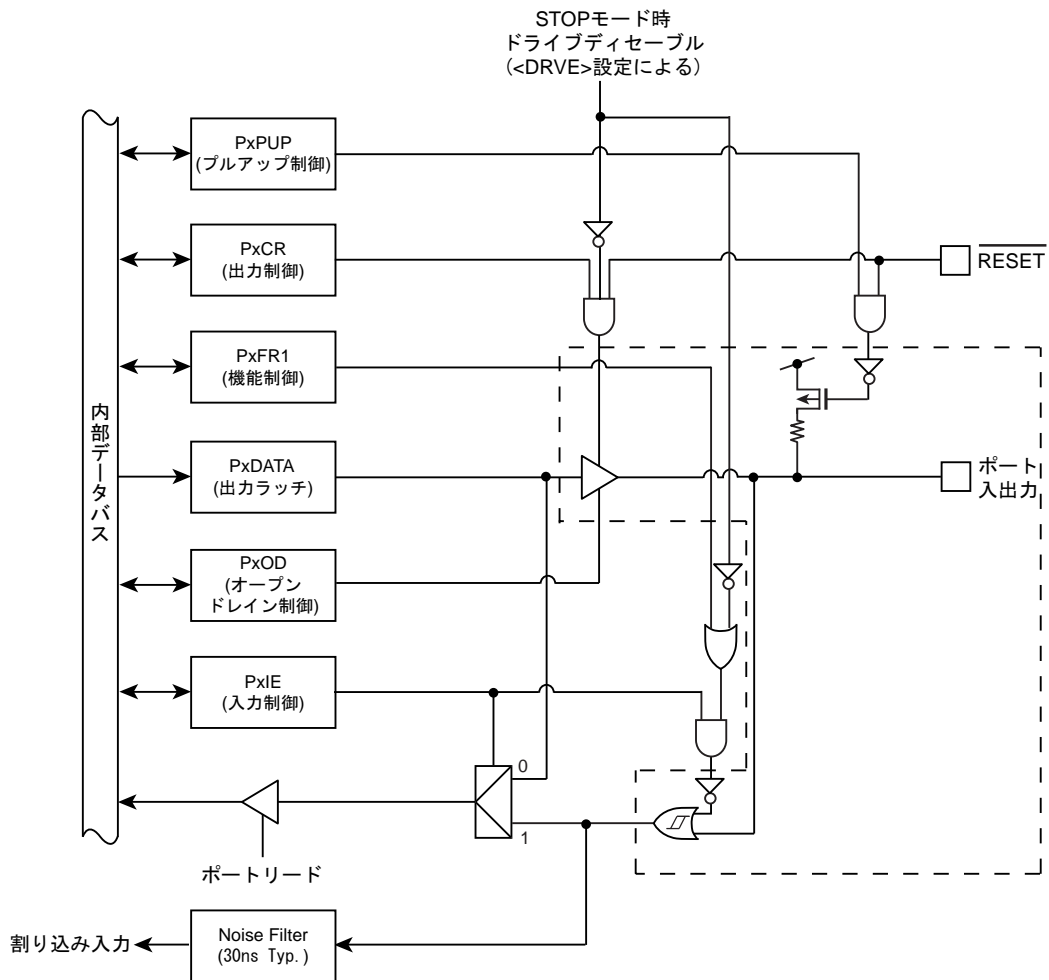 STOPモード時
ドライブディセーブル
(<DRVE>設定による)
PxPUP
(プルアップ制御)
PxCR
(出力制御)
RESET
PxFR1
(機能制御)
内部データバス
PxDATA
(出力ラッチ)
ポート
入出力
PxOD
(オープン
ドレイン制御)
PxIE
(入力制御)
0
1
ポートリード
割り込み入力
Noise Filter
(30ns Typ.)